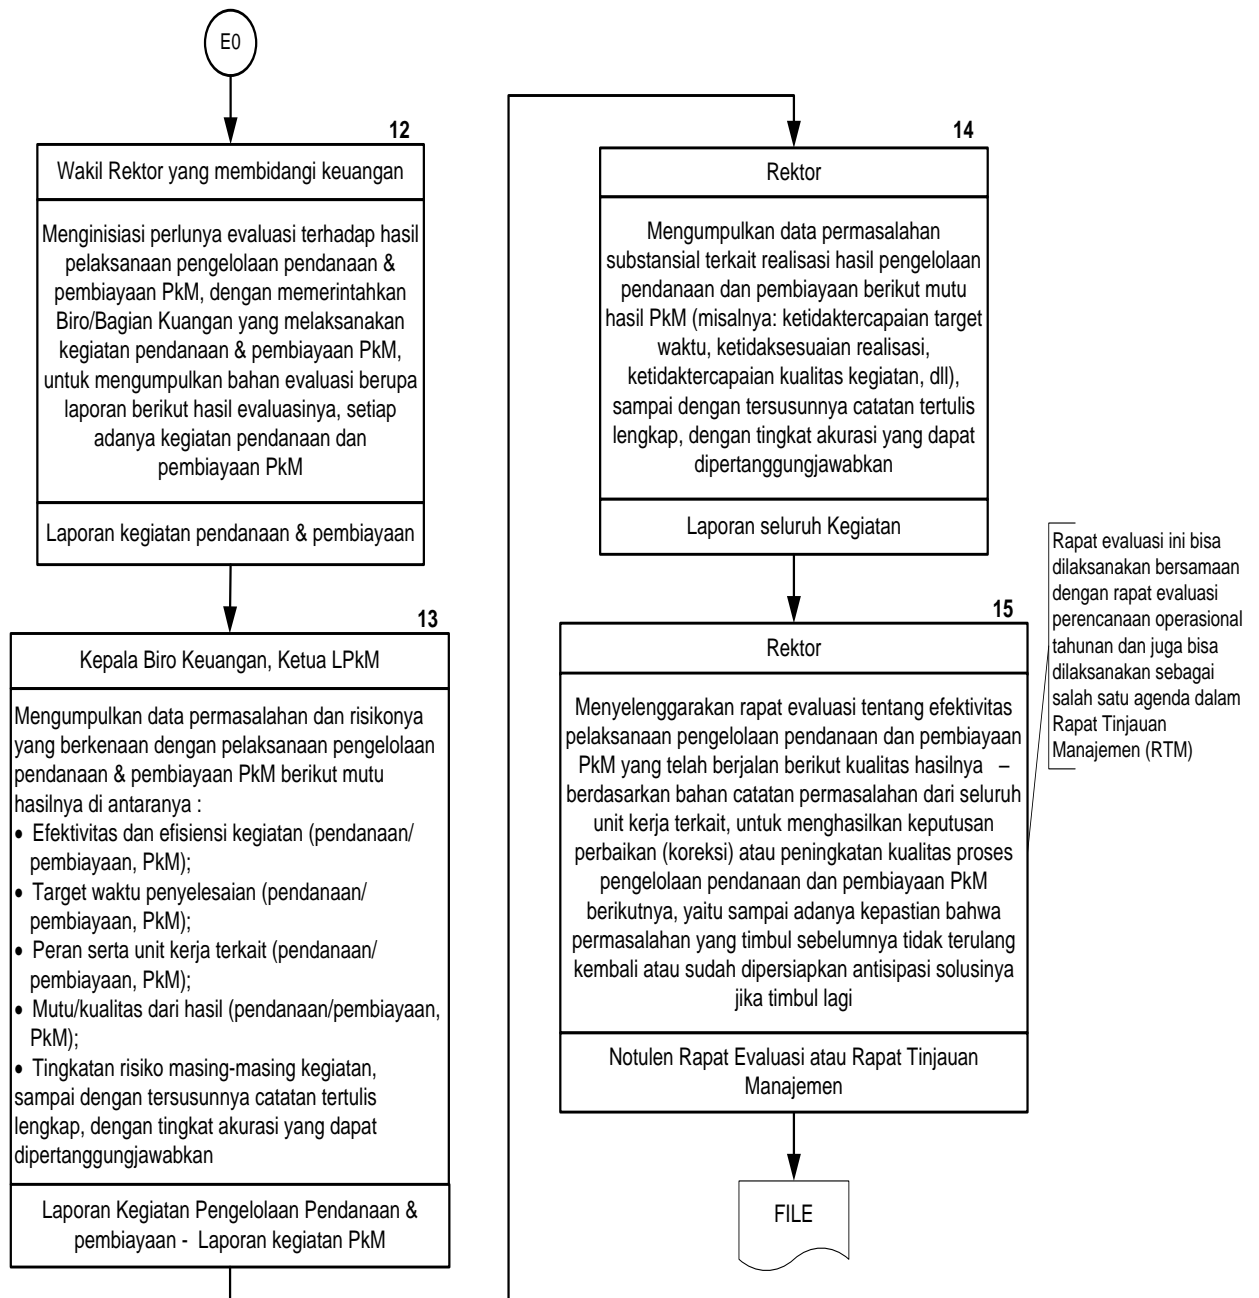 E0
12
Wakil Rektor yang membidangi keuangan
Menginisiasi perlunya evaluasi terhadap hasil
pelaksanaan pengelolaan pendanaan &
pembiayaan PkM, dengan memerintahkan
Biro/Bagian Kuangan yang melaksanakan
kegiatan pendanaan & pembiayaan PkM,
untuk mengumpulkan bahan evaluasi berupa
laporan berikut hasil evaluasinya, setiap
adanya kegiatan pendanaan dan
pembiayaan PkM
Laporan kegiatan pendanaan & pembiayaan
13
Kepala Biro Keuangan, Ketua LPkM
Mengumpulkan data permasalahan dan risikonya
yang berkenaan dengan pelaksanaan pengelolaan
pendanaan & pembiayaan PkM berikut mutu
hasilnya di antaranya :
• Efektivitas dan efisiensi kegiatan (pendanaan/
pembiayaan, PkM);
• Target waktu penyelesaian (pendanaan/
pembiayaan, PkM);
• Peran serta unit kerja terkait (pendanaan/
pembiayaan, PkM);
• Mutu/kualitas dari hasil (pendanaan/pembiayaan,
PkM);
• Tingkatan risiko masing-masing kegiatan,
sampai dengan tersusunnya catatan tertulis
lengkap, dengan tingkat akurasi yang dapat
dipertanggungjawabkan
Laporan Kegiatan Pengelolaan Pendanaan &
pembiayaan - Laporan kegiatan PkM
14
Rektor
Mengumpulkan data permasalahan
substansial terkait realisasi hasil pengelolaan
pendanaan dan pembiayaan berikut mutu
hasil PkM (misalnya: ketidaktercapaian target
waktu, ketidaksesuaian realisasi,
ketidaktercapaian kualitas kegiatan, dll),
sampai dengan tersusunnya catatan tertulis
lengkap, dengan tingkat akurasi yang dapat
dipertanggungjawabkan
Laporan seluruh Kegiatan
15
Rektor
Menyelenggarakan rapat evaluasi tentang efektivitas
pelaksanaan pengelolaan pendanaan dan pembiayaan
PkM yang telah berjalan berikut kualitas hasilnya –
berdasarkan bahan catatan permasalahan dari seluruh
unit kerja terkait, untuk menghasilkan keputusan
perbaikan (koreksi) atau peningkatan kualitas proses
pengelolaan pendanaan dan pembiayaan PkM
berikutnya, yaitu sampai adanya kepastian bahwa
permasalahan yang timbul sebelumnya tidak terulang
kembali atau sudah dipersiapkan antisipasi solusinya
jika timbul lagi
Notulen Rapat Evaluasi atau Rapat Tinjauan
Manajemen
FILE
Rapat evaluasi ini bisa
dilaksanakan bersamaan
dengan rapat evaluasi
perencanaan operasional
tahunan dan juga bisa
dilaksanakan sebagai
salah satu agenda dalam
Rapat Tinjauan
Manajemen (RTM)